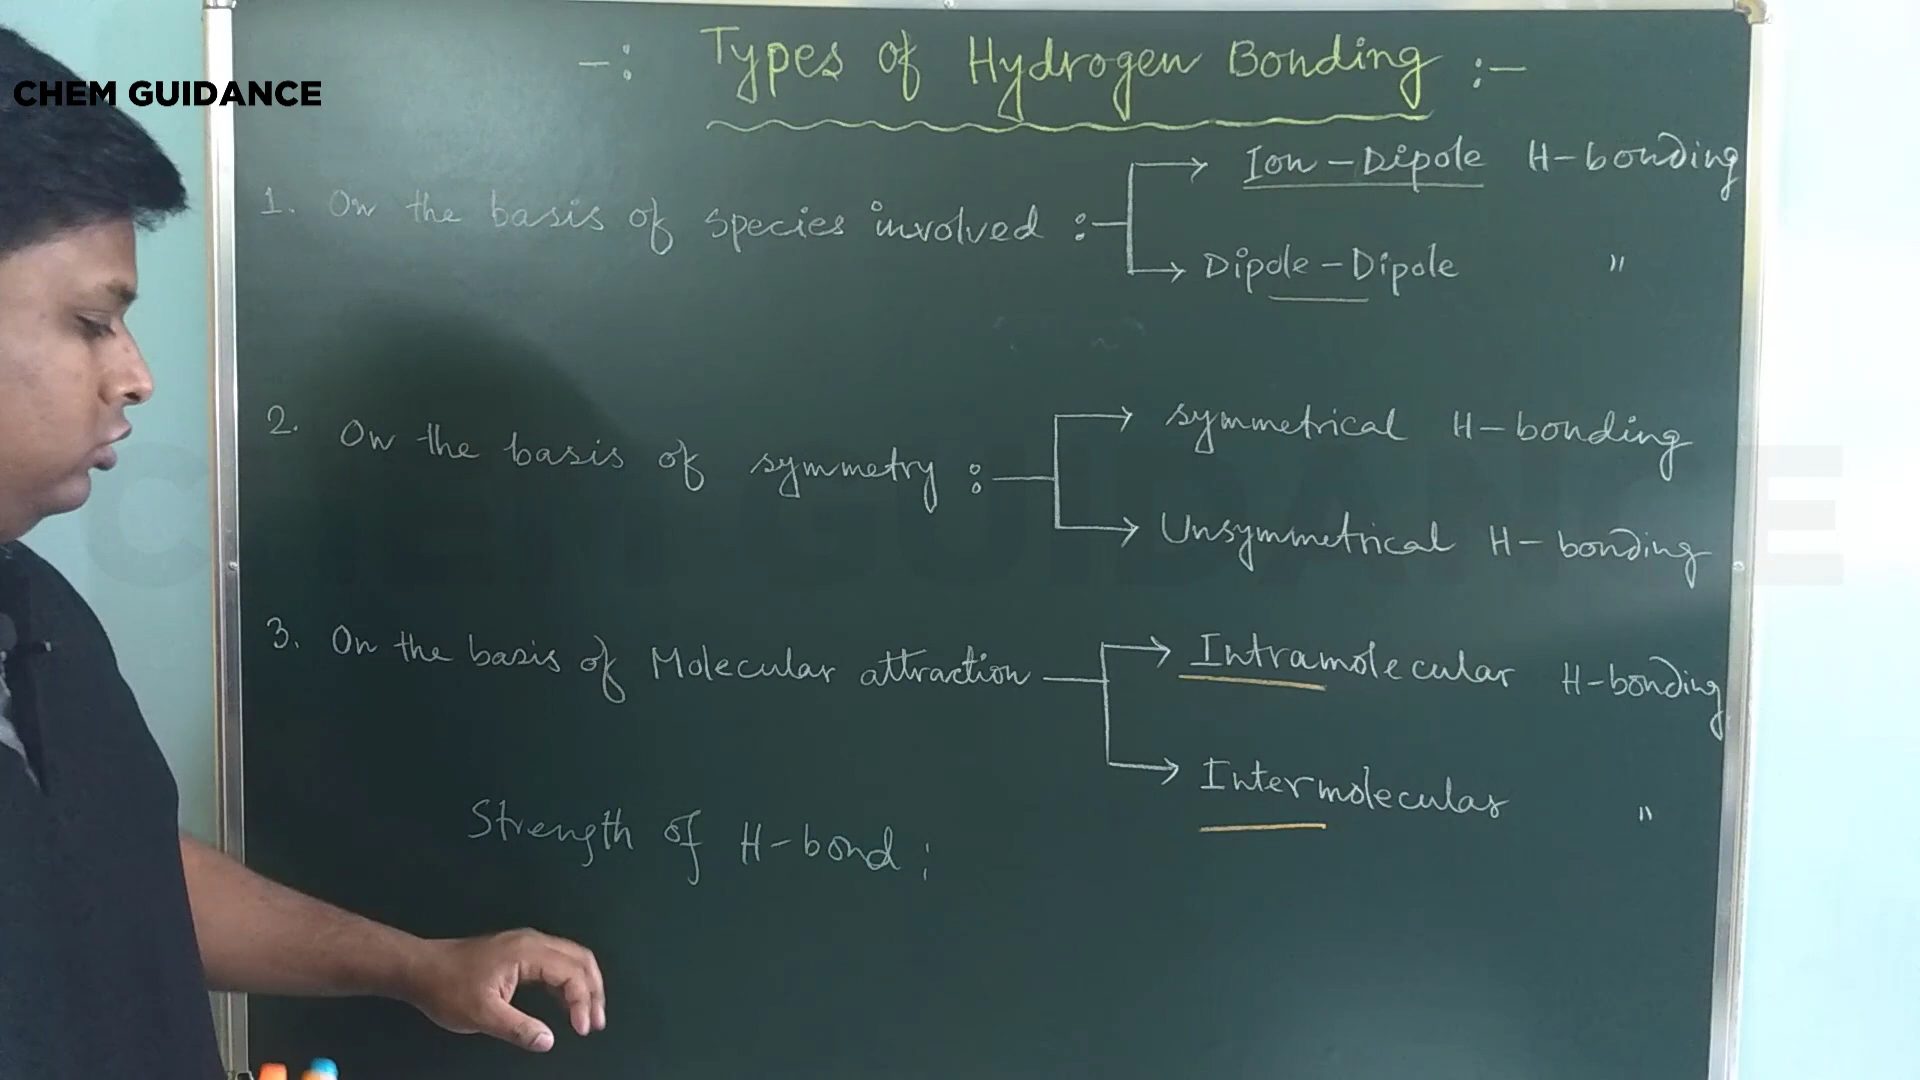 CHEM GUIDANCE
-: Types of Hydrogen Bonding :-
1. On the basis of species involved :-
Ion-Dipole H-bonding
Dipole-Dipole "
2. On the basis of symmetry :-
symmetrical H-bonding
Unsymmetrical H-bonding
3. On the basis of Molecular attraction
Intramolecular H-bonding
Intermolecular "
Strength of H-bond :
CHEM GUIDANCE